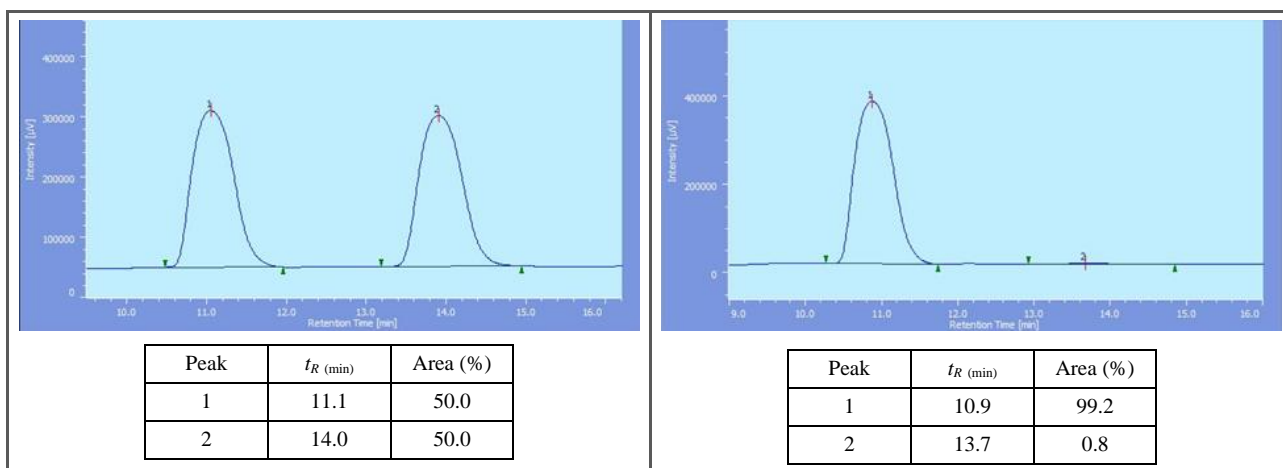 400000
300000
200000
100000
0
Intensity [µV]
1
2
10.0 11.0 12.0 13.0 14.0 15.0 16.0
Retention Time [min]
Peak tR (min) Area (%)
1 11.1 50.0
2 14.0 50.0
400000
200000
0
Intensity [µV]
1
2
9.0 10.0 11.0 12.0 13.0 14.0 15.0 16.0
Retention Time [min]
Peak tR (min) Area (%)
1 10.9 99.2
2 13.7 0.8